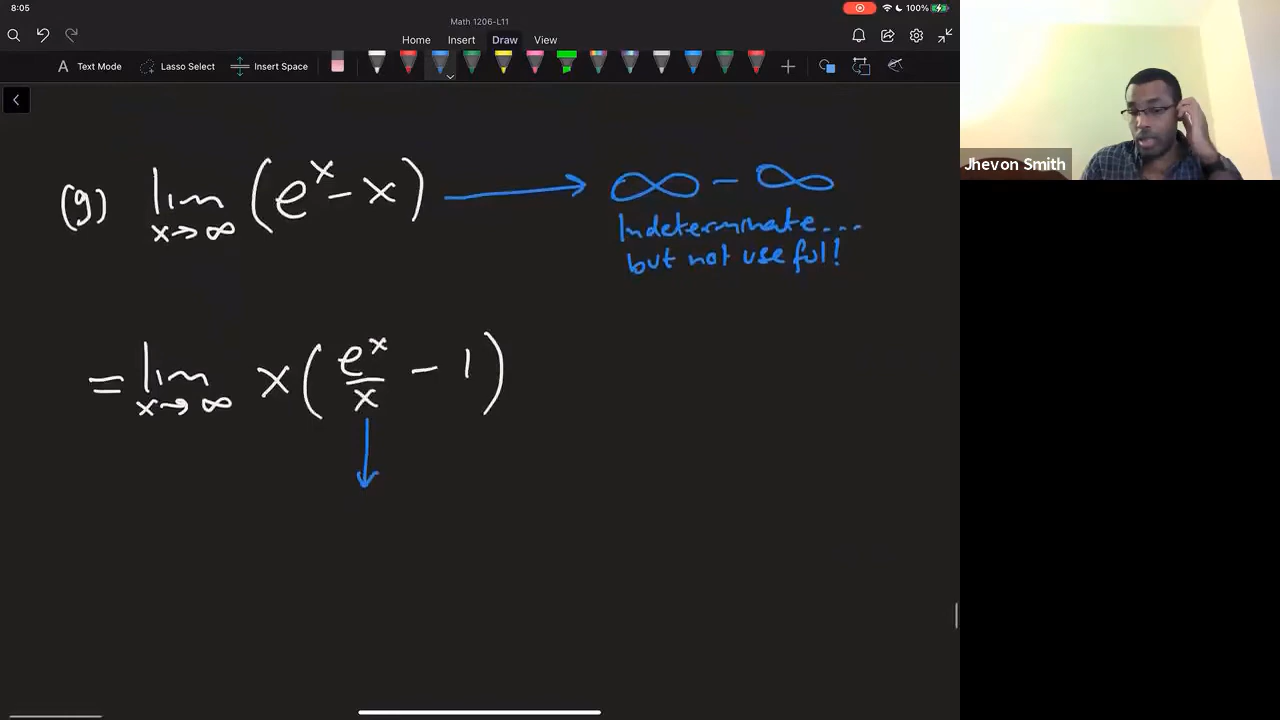 8:05
100%
Math 1206-L11
Home Insert Draw View
Text Mode Lasso Select Insert Space
Jhevon Smith
(g) lim x→∞ (e^x - x) → ∞ - ∞
Indeterminate...
but not useful!
= lim x→∞ x(e^x/x - 1)